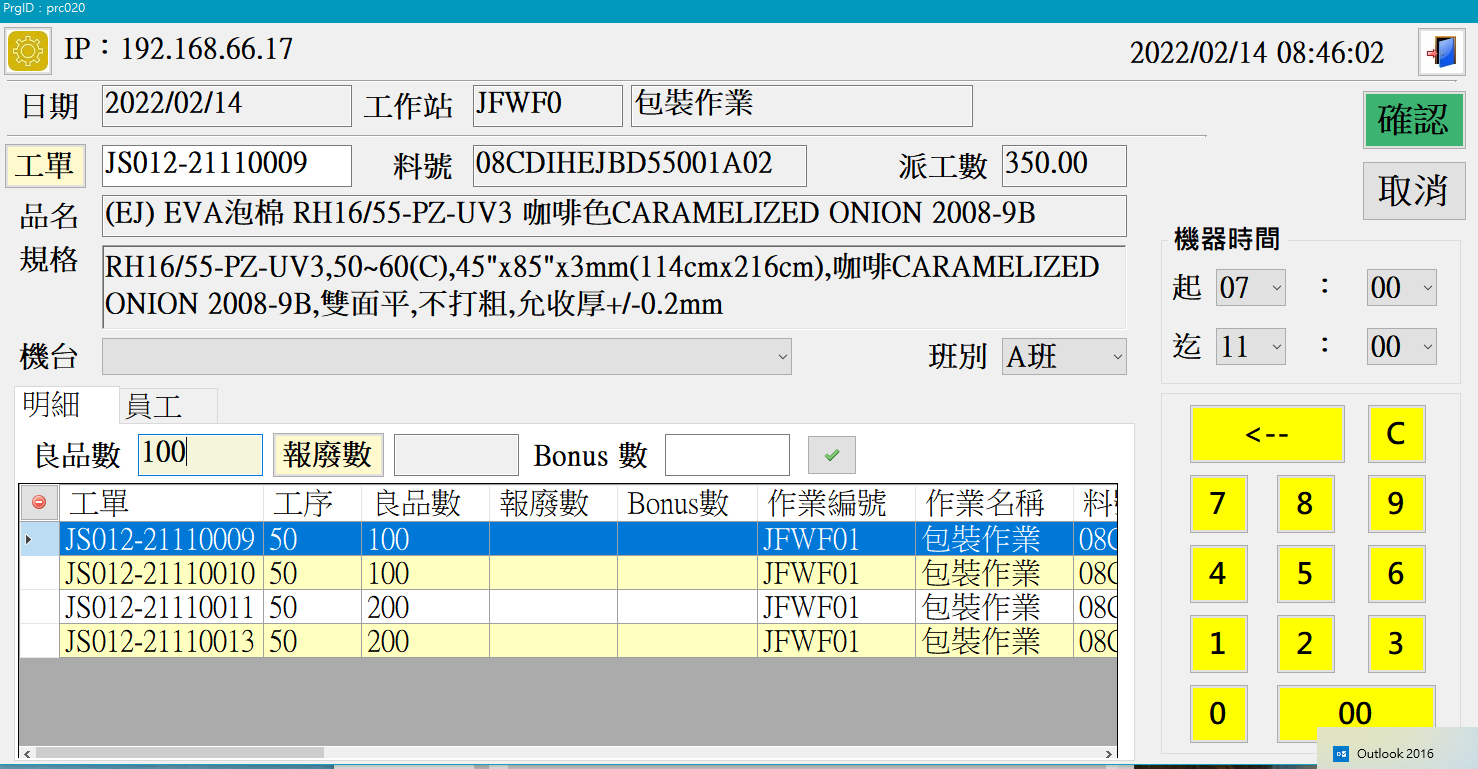 PrgID：prc020
IP：192.168.66.17
2022/02/14 08:46:02
日期 2022/02/14 工作站 JFWF0 包裝作業
確認
工單 JS012-21110009 料號 08CDIHEJBD55001A02 派工數 350.00
取消
品名 (EJ) EVA泡棉 RH16/55-PZ-UV3 咖啡色CARAMELIZED ONION 2008-9B
規格 RH16/55-PZ-UV3,50~60(C),45"x85"x3mm(114cmx216cm),咖啡CARAMELIZED
ONION 2008-9B,雙面平,不打粗,允收厚+/-0.2mm
機器時間
起 07 ： 00
迄 11 ： 00
機台 班別 A班
明細 員工
良品數 100 報廢數 Bonus 數
工單 工序 良品數 報廢數 Bonus數 作業編號 作業名稱 料
JS012-21110009 50 100 JFWF01 包裝作業 08C
JS012-21110010 50 100 JFWF01 包裝作業 08C
JS012-21110011 50 200 JFWF01 包裝作業 08C
JS012-21110013 50 200 JFWF01 包裝作業 08C
<-- C
7 8 9
4 5 6
1 2 3
0 00
Outlook 2016